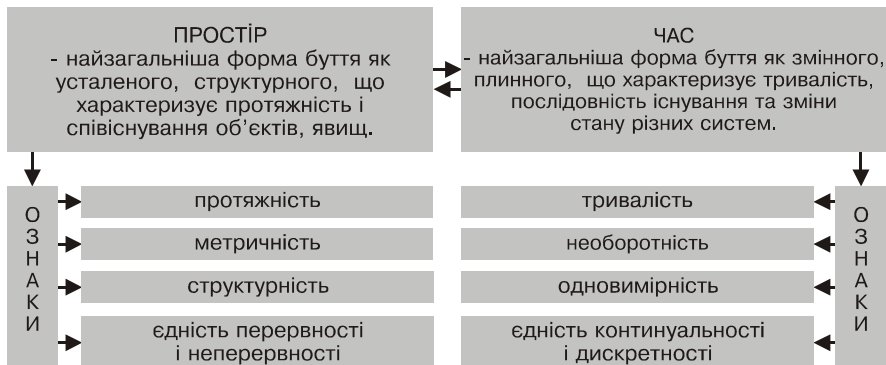 ПРОСТІР
- найзагальніша форма буття як
усталеного, структурного, що
характеризує протяжність і
співіснування об’єктів, явищ.
ЧАС
- найзагальніша форма буття як змінного,
плинного, що характеризує тривалість,
послідовність існування та зміни
стану різних систем.
ОЗНАКИ
протяжність
метричність
структурність
єдність перервності
і неперервності
тривалість
необоротність
одновимірність
єдність континуальності
і дискретності
ОЗНАКИ